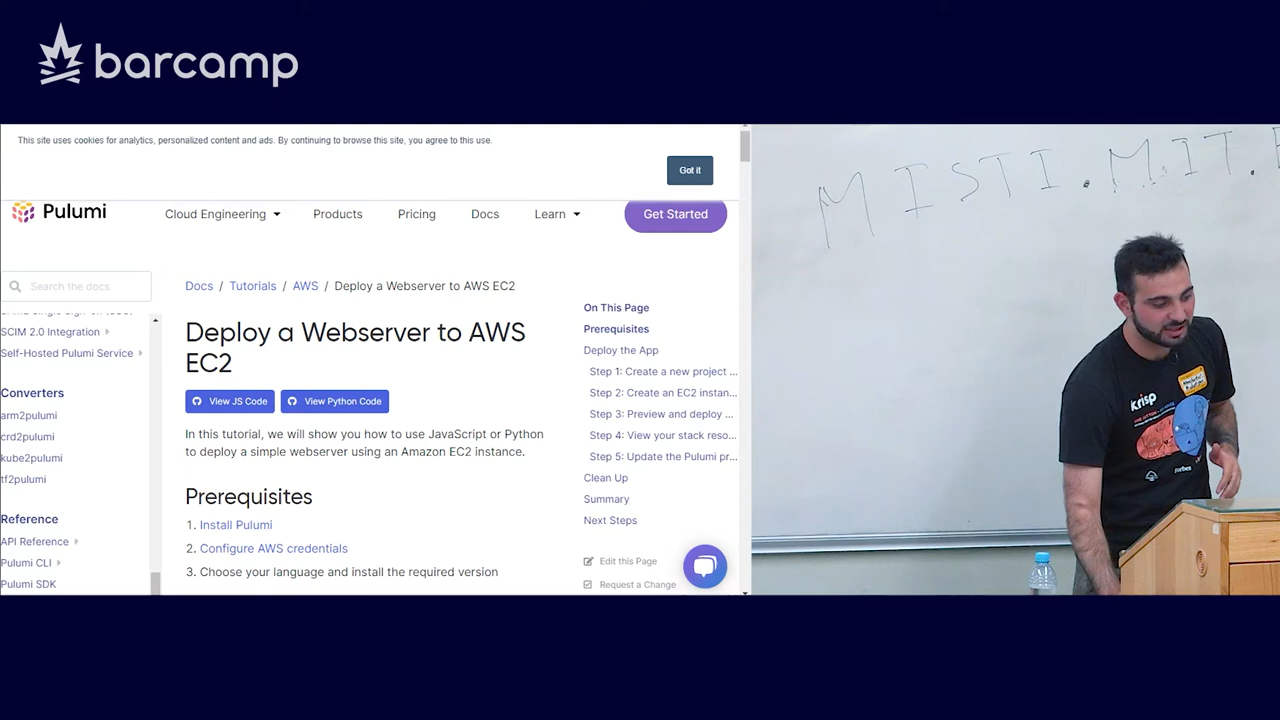 barcamp
This site uses cookies for analytics, personalized content and ads. By continuing to browse this site, you agree to this use.
Got it
Pulumi
Cloud Engineering
Products
Pricing
Docs
Learn
Get Started
Search the docs
SCIM 2.0 Integration
Self-Hosted Pulumi Service
Converters
arm2pulumi
crd2pulumi
kube2pulumi
tf2pulumi
Reference
API Reference
Pulumi CLI
Pulumi SDK
Docs / Tutorials / AWS / Deploy a Webserver to AWS EC2
Deploy a Webserver to AWS
EC2
View JS Code
View Python Code
In this tutorial, we will show you how to use JavaScript or Python
to deploy a simple webserver using an Amazon EC2 instance.
Prerequisites
1. Install Pulumi
2. Configure AWS credentials
3. Choose your language and install the required version
On This Page
Prerequisites
Deploy the App
Step 1: Create a new project ...
Step 2: Create an EC2 instan...
Step 3: Preview and deploy ...
Step 4: View your stack reso...
Step 5: Update the Pulumi pr...
Clean Up
Summary
Next Steps
Edit this Page
Request a Change
MISTI.MIT.
krisp
Forbes